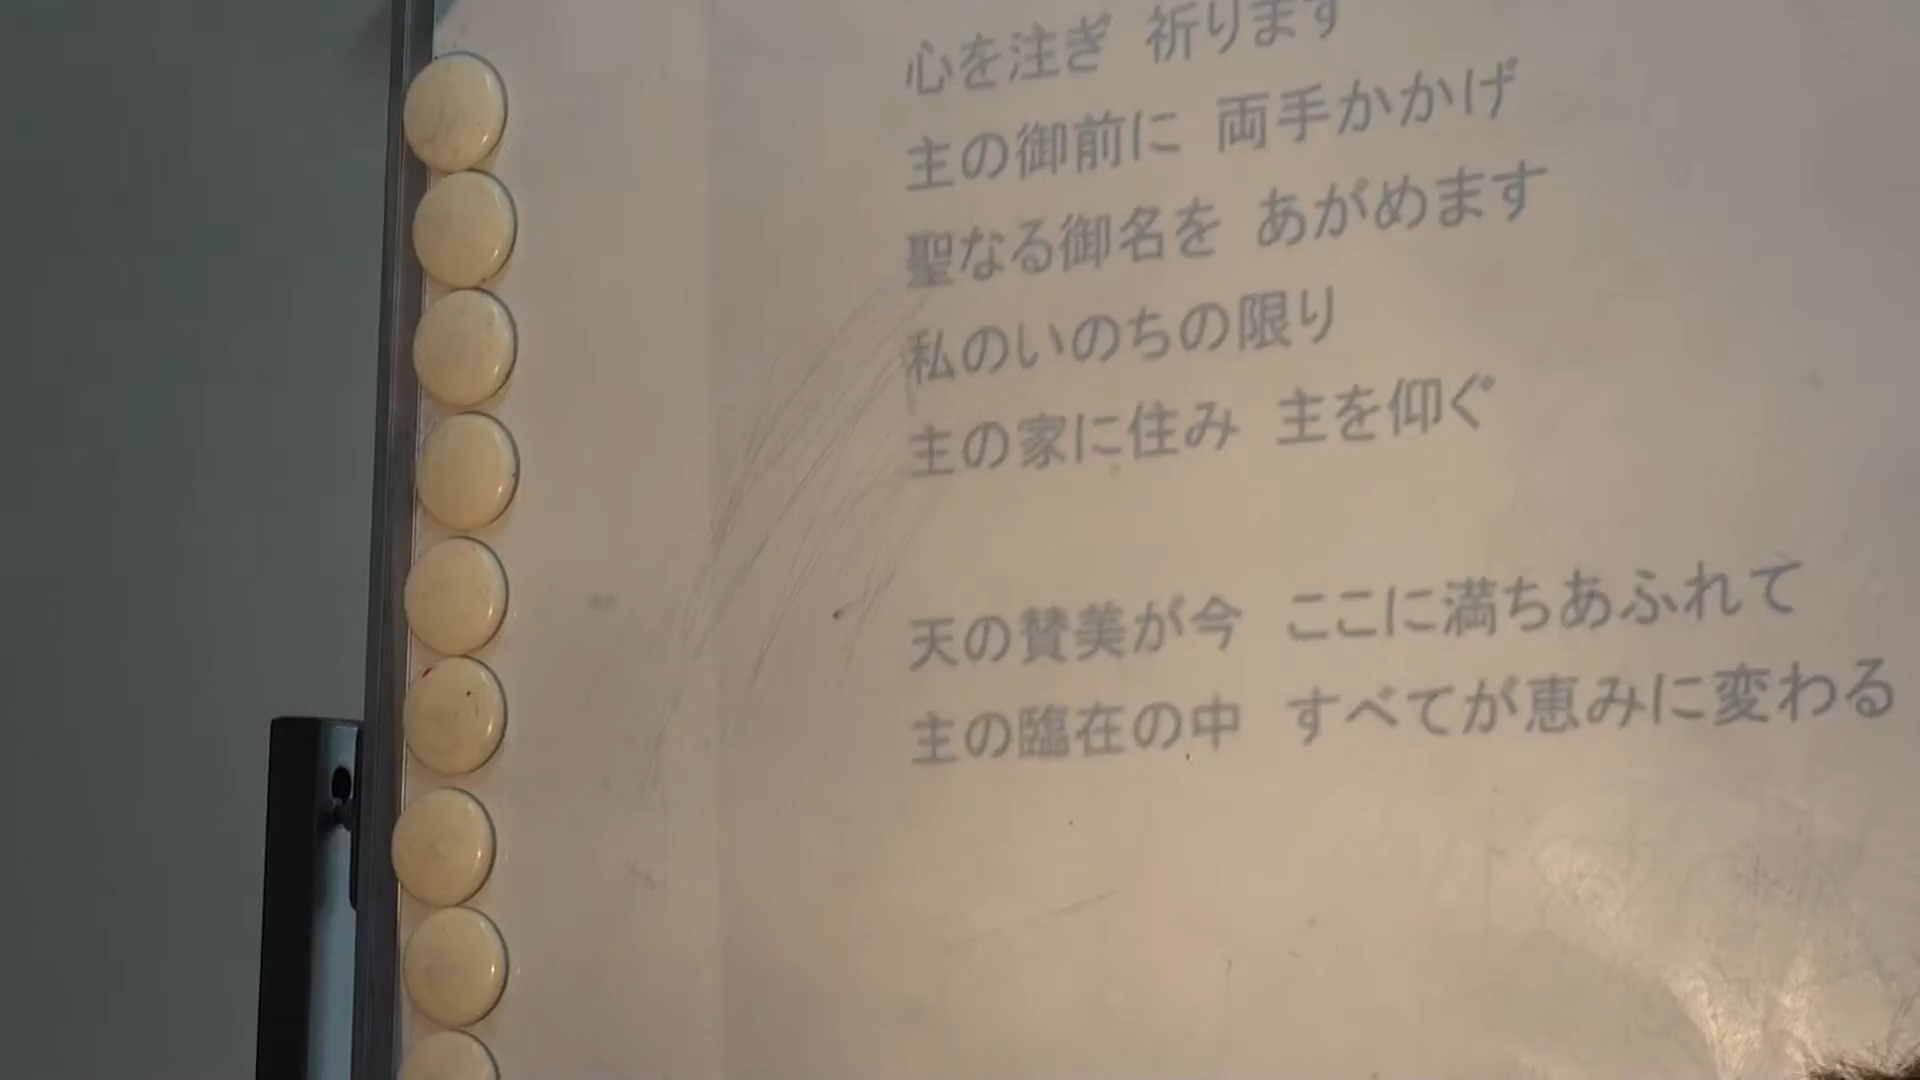 心を注ぎ 祈ります
主の御前に 両手かかげ
聖なる御名を あがめます
私のいのちの限り
主の家に住み 主を仰ぐ
天の賛美が今 ここに満ちあふれて
主の臨在の中 すべてが恵みに変わる